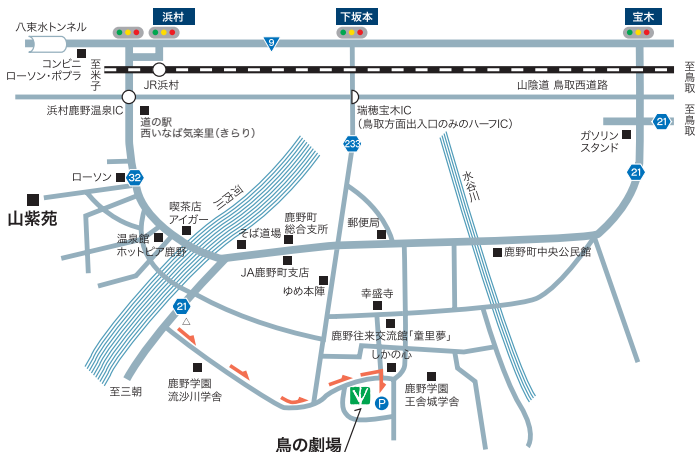 浜村
下坂本
宝木
八束水トンネル
9
コンビニ
ローソン・ポプラ
至米子
JR浜村
山陰道 鳥取西道路
至鳥取
浜村鹿野温泉IC
道の駅
西いなば気楽里(きらり)
瑞穂宝木IC
(鳥取方面出入口のみのハーフIC)
至鳥取
21
ガソリン
スタンド
233
ローソン
32
21
山紫苑
河内川
水谷川
喫茶店
アイガー
鹿野町
総合支所
郵便局
そば道場
温泉館
ホットピア鹿野
鹿野町中央公民館
JA鹿野町支店
ゆめ本陣
幸盛寺
21
鹿野往来交流館「童里夢」
しかの心
至三朝
鹿野学園
流沙川学舎
鹿野学園
王舎城学舎
P
鳥の劇場